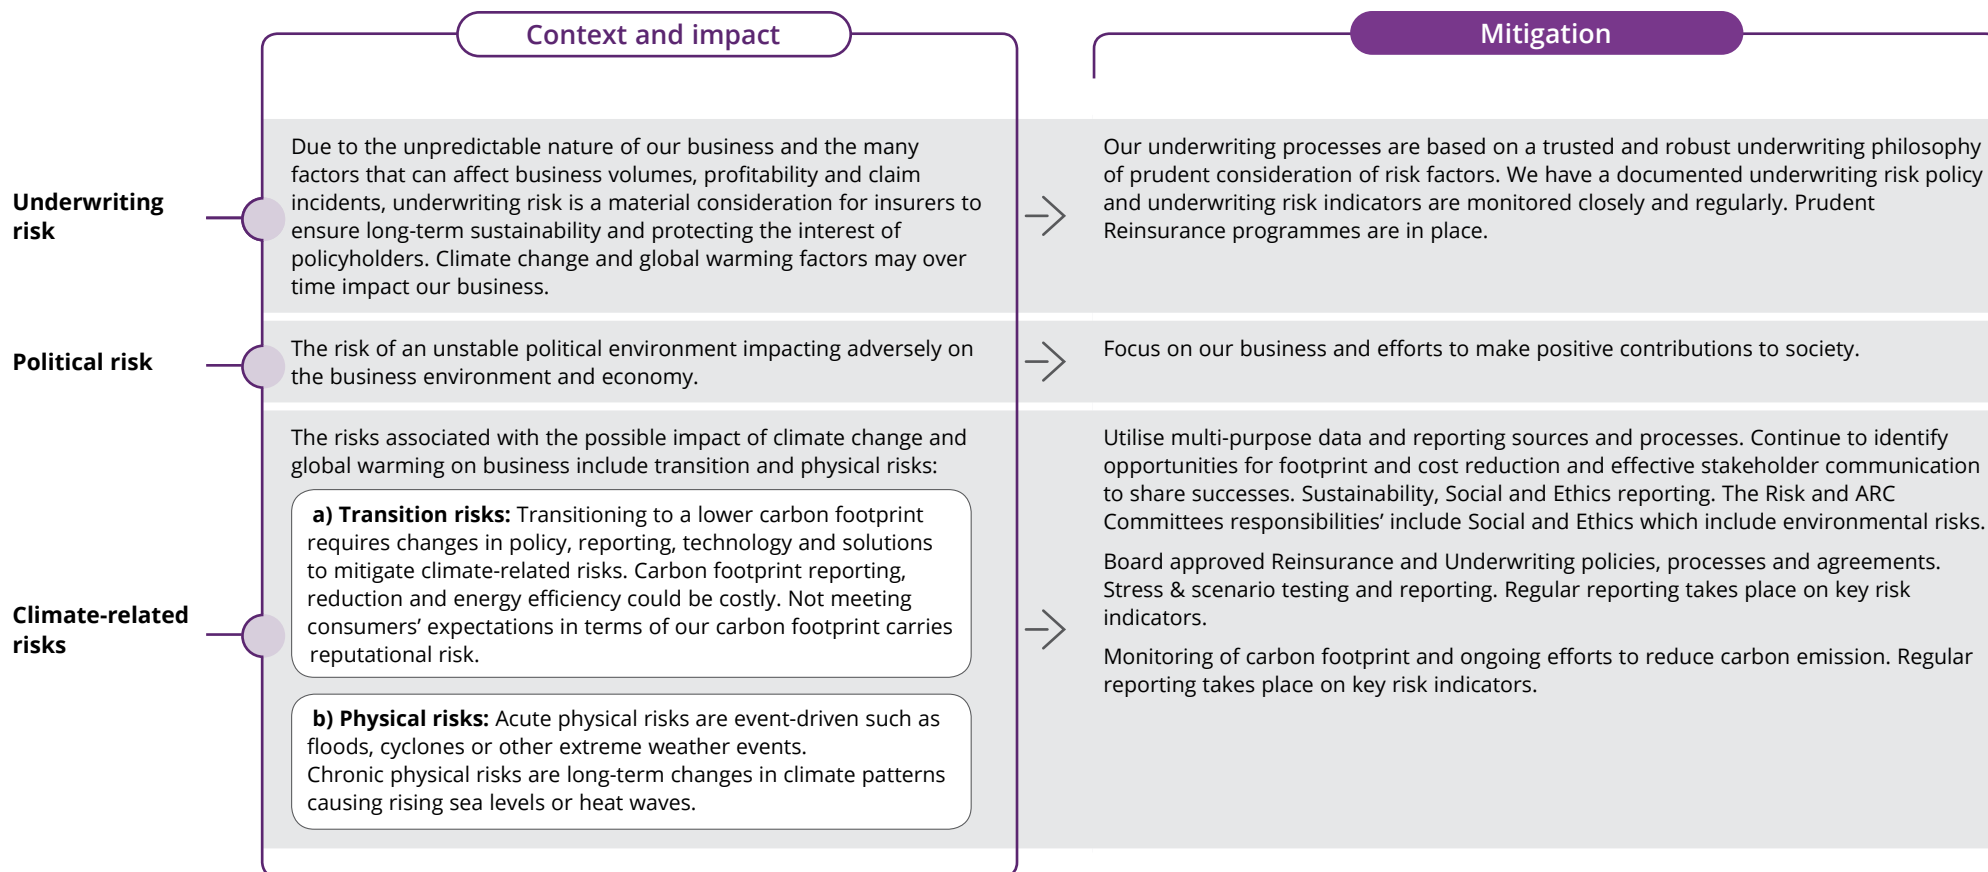 Context and impact
Mitigation
Underwriting
risk
Due to the unpredictable nature of our business and the many
factors that can affect business volumes, profitability and claim
incidents, underwriting risk is a material consideration for insurers to
ensure long-term sustainability and protecting the interest of
policyholders. Climate change and global warming factors may over
time impact our business.
Our underwriting processes are based on a trusted and robust underwriting philosophy
of prudent consideration of risk factors. We have a documented underwriting risk policy
and underwriting risk indicators are monitored closely and regularly. Prudent
Reinsurance programmes are in place.
Political risk
The risk of an unstable political environment impacting adversely on
the business environment and economy.
Focus on our business and efforts to make positive contributions to society.
Climate-related
risks
The risks associated with the possible impact of climate change and
global warming on business include transition and physical risks:
a) Transition risks: Transitioning to a lower carbon footprint
requires changes in policy, reporting, technology and solutions
to mitigate climate-related risks. Carbon footprint reporting,
reduction and energy efficiency could be costly. Not meeting
consumers’ expectations in terms of our carbon footprint carries
reputational risk.
b) Physical risks: Acute physical risks are event-driven such as
floods, cyclones or other extreme weather events.
Chronic physical risks are long-term changes in climate patterns
causing rising sea levels or heat waves.
Utilise multi-purpose data and reporting sources and processes. Continue to identify
opportunities for footprint and cost reduction and effective stakeholder communication
to share successes. Sustainability, Social and Ethics reporting. The Risk and ARC
Committees responsibilities’ include Social and Ethics which include environmental risks.
Board approved Reinsurance and Underwriting policies, processes and agreements.
Stress & scenario testing and reporting. Regular reporting takes place on key risk
indicators.
Monitoring of carbon footprint and ongoing efforts to reduce carbon emission. Regular
reporting takes place on key risk indicators.